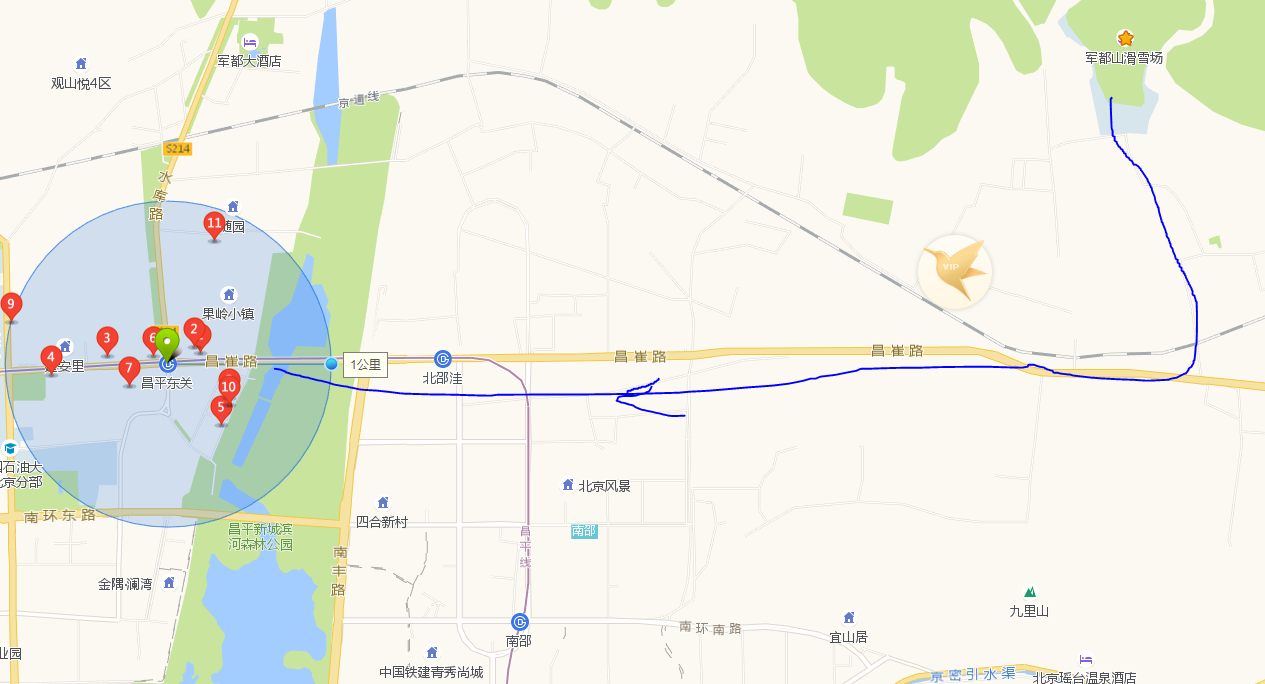 军都山滑雪场
军都大酒店
观山悦4区
京通线
S214
水库路
随园
11
VIP
果岭小镇
9
3
6
2
4
7
昌崔路
1公里
北邵洼
昌崔路
昌崔路
安里
昌平东关
10
5
石油大
北京分部
北京风景
南环东路
四合新村
昌平新城滨
河森林公园
南邵
昌平线
南丰路
金隅·澜湾
九里山
南邵
南环南路
宜山居
业园
中国铁建青秀尚城
京密引水渠
北京瑶台温泉酒店